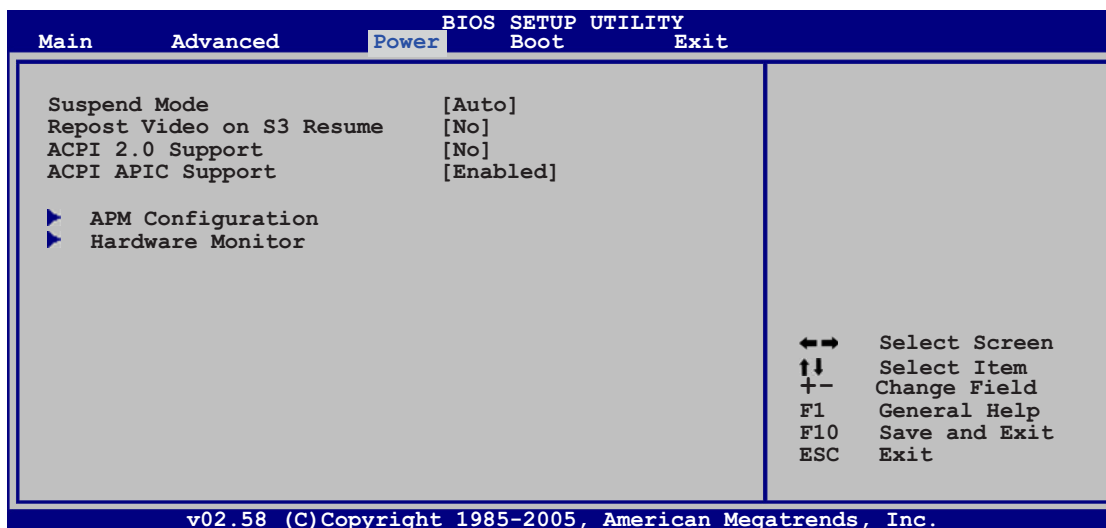 BIOS SETUP UTILITY
Main Advanced Power Boot Exit
Suspend Mode [Auto]
Repost Video on S3 Resume [No]
ACPI 2.0 Support [No]
ACPI APIC Support [Enabled]
APM Configuration
Hardware Monitor
←→ Select Screen
↑↓ Select Item
+- Change Field
F1 General Help
F10 Save and Exit
ESC Exit
v02.58 (C)Copyright 1985-2005, American Megatrends, Inc.